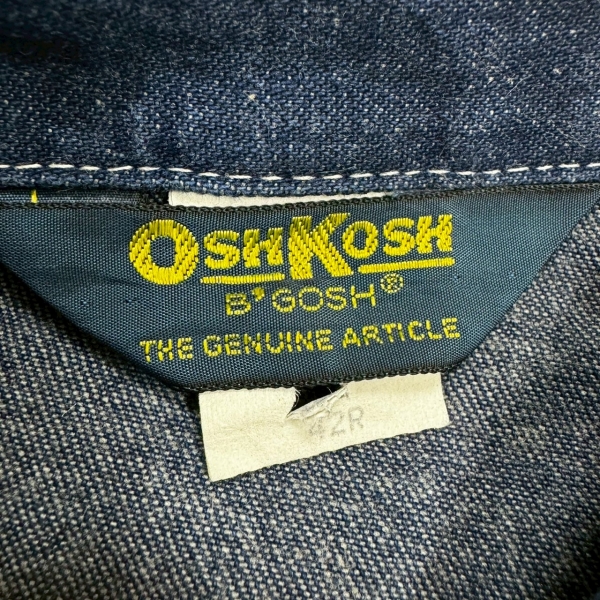 OSHKOSH
B'GOSH®
THE GENUINE ARTICLE
42R